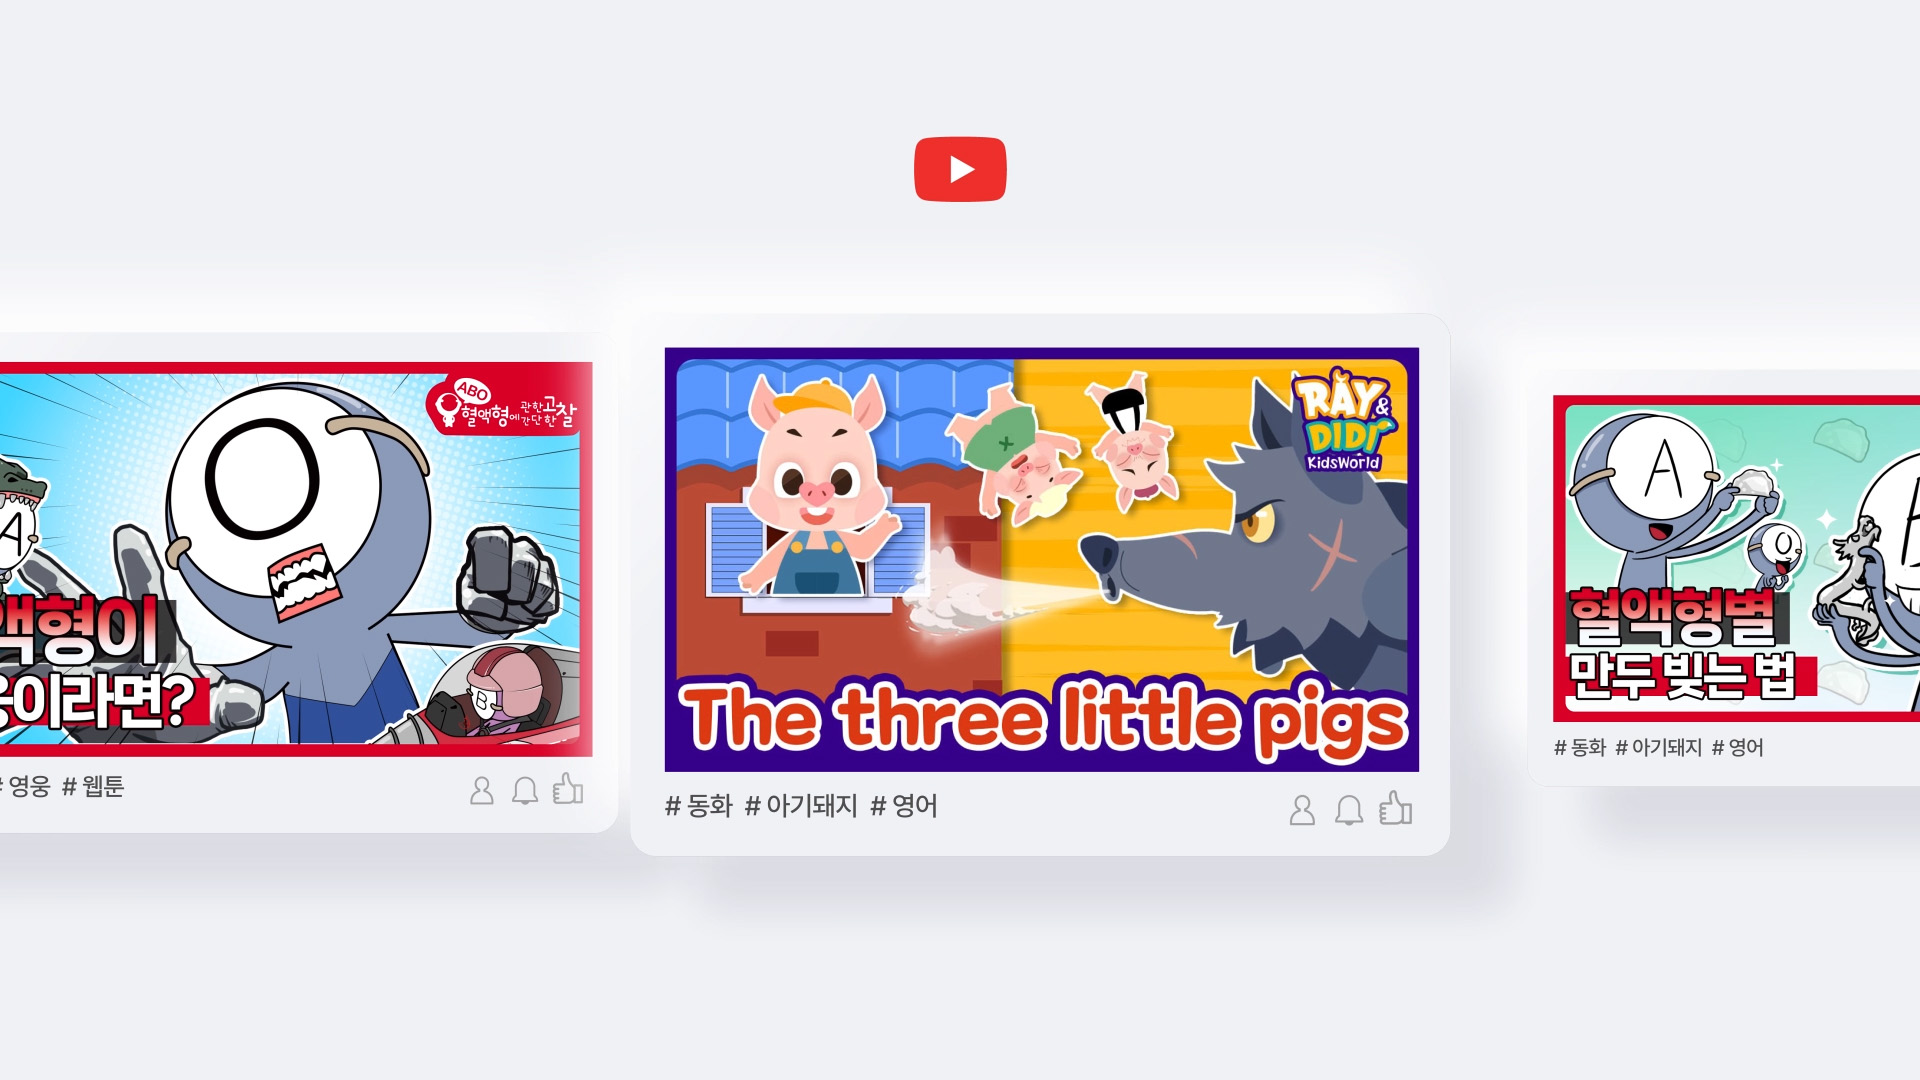 ABO
혈액형에 간단한 관한 고찰
O
A
B
액형이
웅이라면?
# 영웅 # 웹툰
RAY &
DIDI
KidsWorld
The three little pigs
# 동화 # 아기돼지 # 영어
A
O
혈액형별
만두 빚는 법
# 동화 # 아기돼지 # 영어